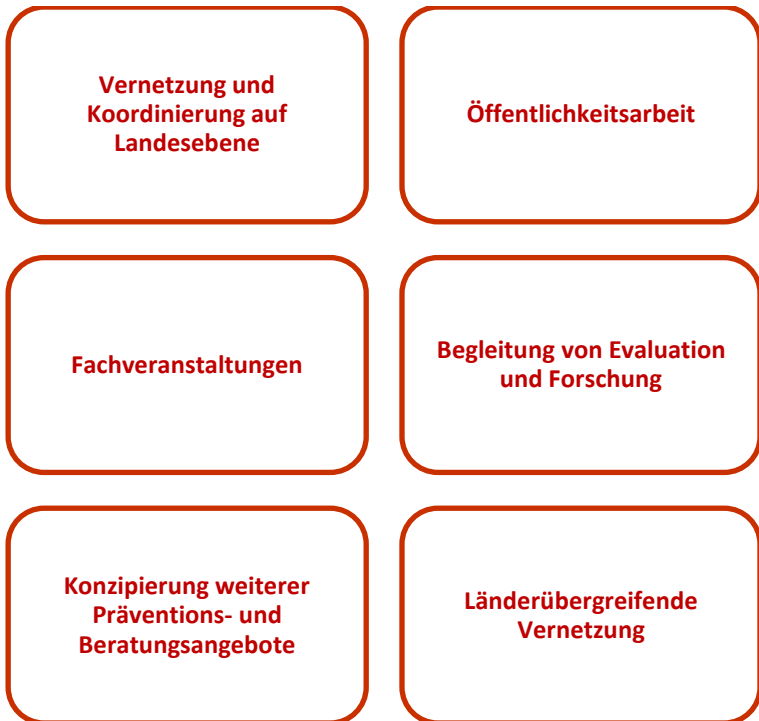 Vernetzung und
Koordinierung auf
Landesebene
Öffentlichkeitsarbeit
Fachveranstaltungen
Begleitung von Evaluation
und Forschung
Konzipierung weiterer
Präventions- und
Beratungsangebote
Länderübergreifende
Vernetzung